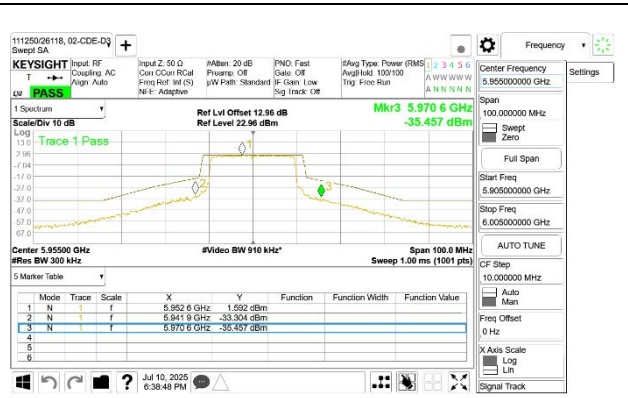 111250/26118, 02-CDE-D3
Swept SA
+
Frequency
Settings
KEYSIGHT
Input: RF
Coupling: AC
Align: Auto
Input Z: 50 Ω
Corr CCorr RCal
Freq Ref: Int (S)
NFE: Adaptive
#Atten: 20 dB
Preamp: Off
µW Path: Standard
PNO: Fast
Gate: Off
IF Gain: Low
Sig Track: Off
#Avg Type: Power (RMS
Avg|Hold: 100/100
Trig: Free Run
1 2 3 4 5 6
A W W W W W
A N N N N N
T
LXI
PASS
1 Spectrum
Scale/Div 10 dB
Ref Lvl Offset 12.96 dB
Ref Level 22.96 dBm
Mkr3 5.970 6 GHz
-35.457 dBm
Log
Trace 1 Pass
13.0
2.96
-7.04
-17.0
-27.0
-37.0
-47.0
-57.0
-67.0
1
2
3
Center 5.95500 GHz
#Res BW 300 kHz
#Video BW 910 kHz*
Span 100.0 MHz
Sweep 1.00 ms (1001 pts)
5 Marker Table
Mode Trace Scale X Y Function Function Width Function Value
1 N 1 f 5.952 6 GHz 1.592 dBm
2 N 1 f 5.941 9 GHz -33.304 dBm
3 N 1 f 5.970 6 GHz -35.457 dBm
4
5
6
Center Frequency
5.955000000 GHz
Span
100.000000 MHz
Swept
Zero
Full Span
Start Freq
5.905000000 GHz
Stop Freq
6.005000000 GHz
AUTO TUNE
CF Step
10.000000 MHz
Auto
Man
Freq Offset
0 Hz
X Axis Scale
Log
Lin
Signal Track
?
Jul 10, 2025
6:38:48 PM